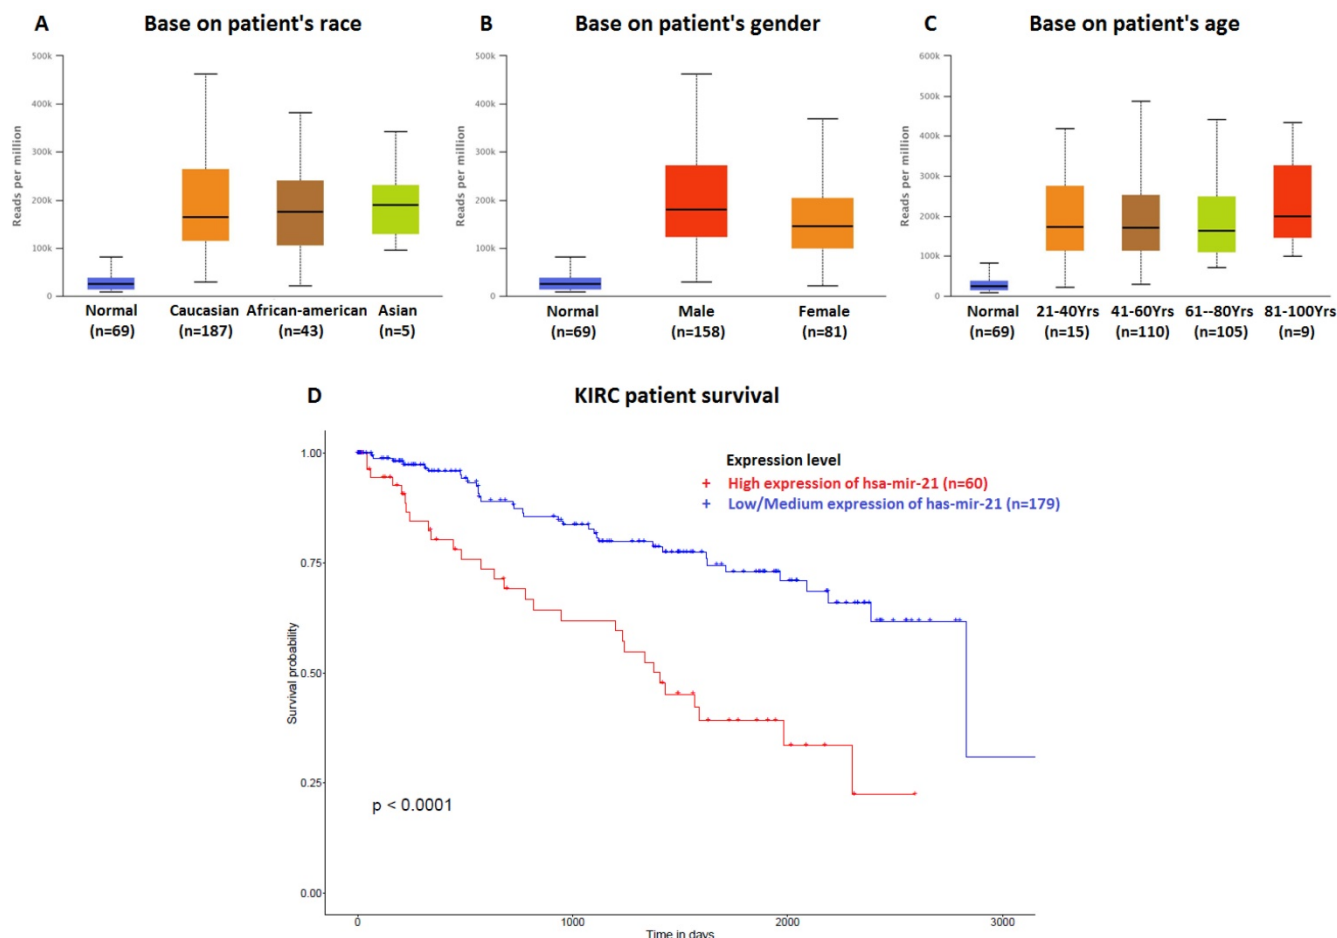 A Base on patient's race
B Base on patient's gender
C Base on patient's age
500k
400k
300k
200k
100k
0
Reads per million
Normal (n=69)
Caucasian (n=187)
African-american (n=43)
Asian (n=5)
500k
400k
300k
200k
100k
0
Reads per million
Normal (n=69)
Male (n=158)
Female (n=81)
600k
500k
400k
300k
200k
100k
0
Reads per million
Normal (n=69)
21-40Yrs (n=15)
41-60Yrs (n=110)
61--80Yrs (n=105)
81-100Yrs (n=9)
D KIRC patient survival
Expression level
+ High expression of hsa-mir-21 (n=60)
+ Low/Medium expression of has-mir-21 (n=179)
1.00
0.75
0.50
0.25
0.00
Survival probability
p < 0.0001
0 1000 2000 3000
Time in days